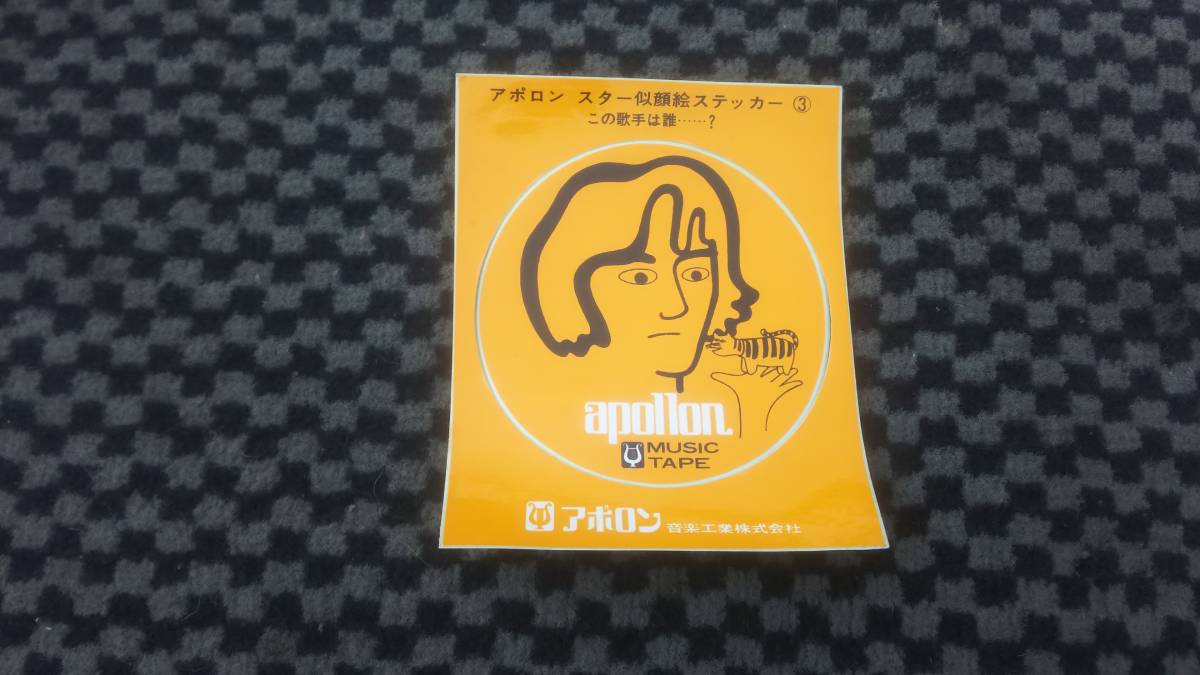 アポロン スター似顔絵ステッカー ③
この歌手は誰……?
apollon
MUSIC
TAPE
アポロン 音楽工業株式会社